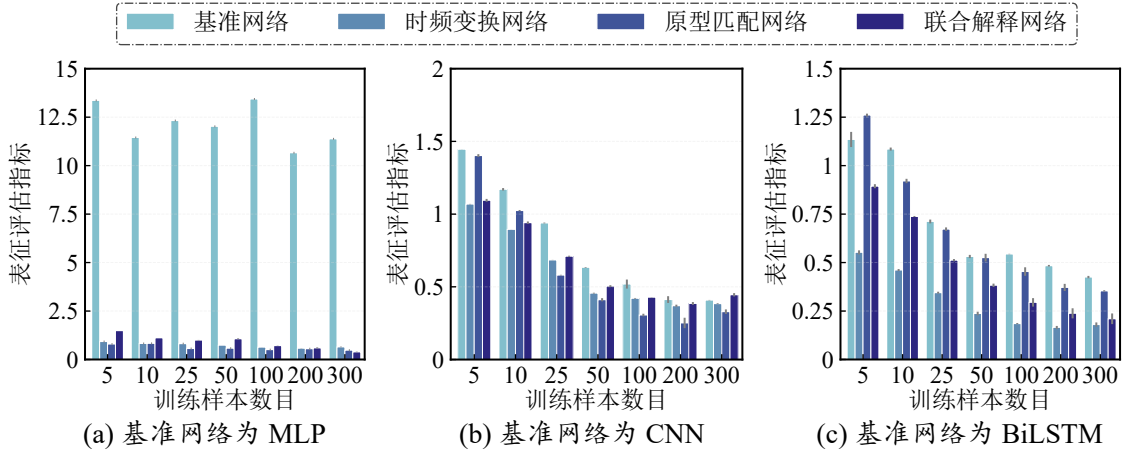 基准网络 时频变换网络 原型匹配网络 联合解释网络
表征评估指标
15
12.5
10
7.5
5
2.5
0
5 10 25 50 100 200 300
训练样本数目
(a) 基准网络为 MLP
表征评估指标
2
1.5
1
0.5
0
5 10 25 50 100 200 300
训练样本数目
(b) 基准网络为 CNN
表征评估指标
1.5
1.25
1
0.75
0.5
0.25
0
5 10 25 50 100 200 300
训练样本数目
(c) 基准网络为 BiLSTM